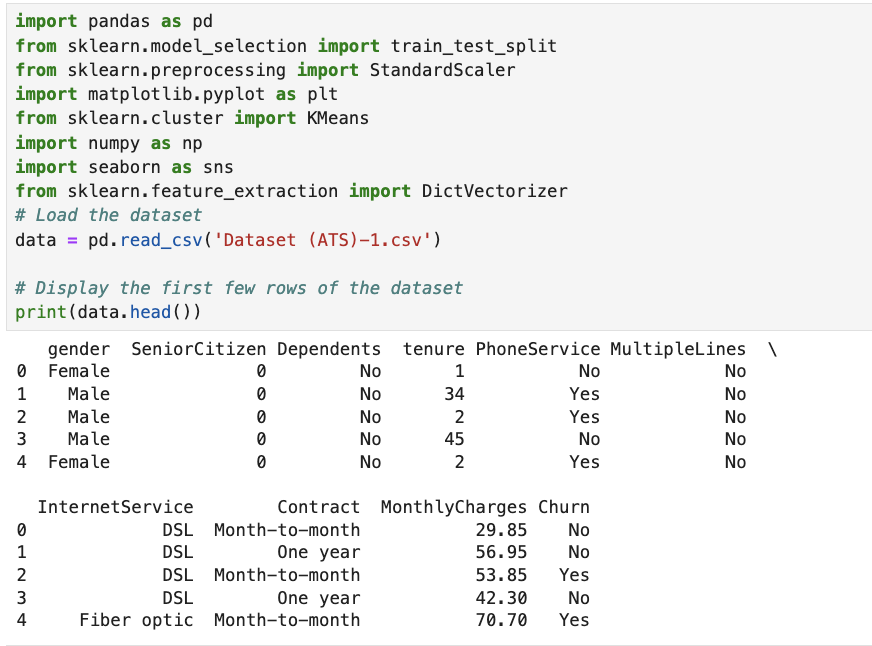 import pandas as pd
from sklearn.model_selection import train_test_split
from sklearn.preprocessing import StandardScaler
import matplotlib.pyplot as plt
from sklearn.cluster import KMeans
import numpy as np
import seaborn as sns
from sklearn.feature_extraction import DictVectorizer
# Load the dataset
data = pd.read_csv('Dataset (ATS)-1.csv')
# Display the first few rows of the dataset
print(data.head())
gender SeniorCitizen Dependents tenure PhoneService MultipleLines \
0 Female 0 No 1 No No
1 Male 0 No 34 Yes No
2 Male 0 No 2 Yes No
3 Male 0 No 45 No No
4 Female 0 No 2 Yes No
InternetService Contract MonthlyCharges Churn
0 DSL Month-to-month 29.85 No
1 DSL One year 56.95 No
2 DSL Month-to-month 53.85 Yes
3 DSL One year 42.30 No
4 Fiber optic Month-to-month 70.70 Yes